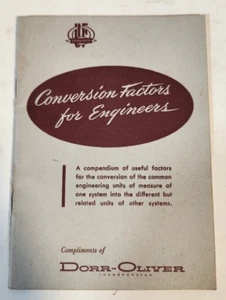 Conversion Factors
for Engineers
A compendium of useful factors
for the conversion of the common
engineering units of measure of
one system into the different but
related units of other systems.
Compliments of
DORR-OLIVER
INCORPORATED